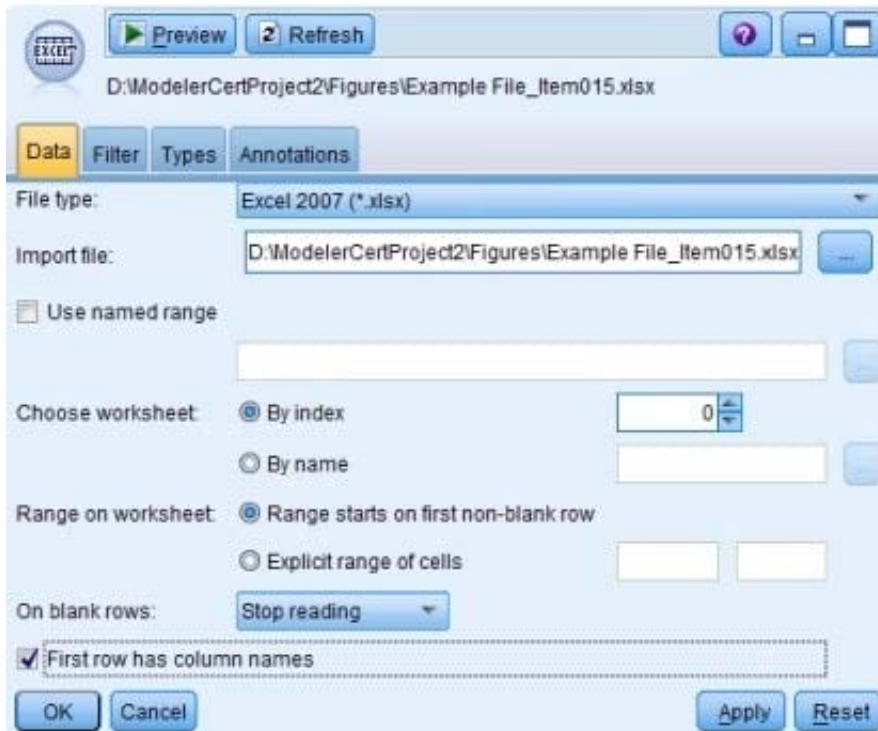 EXCEL
Preview
Refresh
D:\ModelerCertProject2\Figures\Example File_Item015.xlsx
Data Filter Types Annotations
File type: Excel 2007 (*.xlsx)
Import file: D:\ModelerCertProject2\Figures\Example File_Item015.xlsx ...
Use named range
Choose worksheet: By index 0
By name
Range on worksheet: Range starts on first non-blank row
Explicit range of cells
On blank rows: Stop reading
First row has column names
OK Cancel Apply Reset